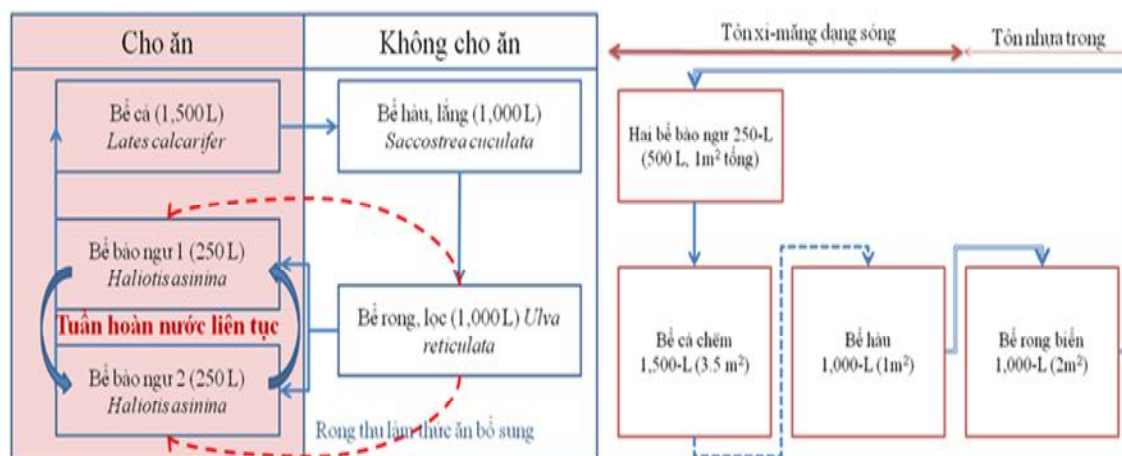 Cho ăn
Không cho ăn
Bể cá (1,500 L)
Lates calcarifer
Bể hàu, lắng (1,000 L)
Saccostrea cuculata
Bể bào ngư 1 (250 L)
Haliotis asinina
Tuần hoàn nước liên tục
Bể rong, lọc (1,000 L) Ulva
reticulata
Bể bào ngư 2 (250 L)
Haliotis asinina
Rong thu làm thức ăn bổ sung
Tôn xi-măng dạng sóng
Tôn nhựa trong
Hai bể bào ngư 250-L
(500 L, 1m² tổng)
Bể cá chẽm
1,500-L (3.5 m²)
Bể hàu
1,000-L (1m²)
Bể rong biển
1,000-L (2m²)